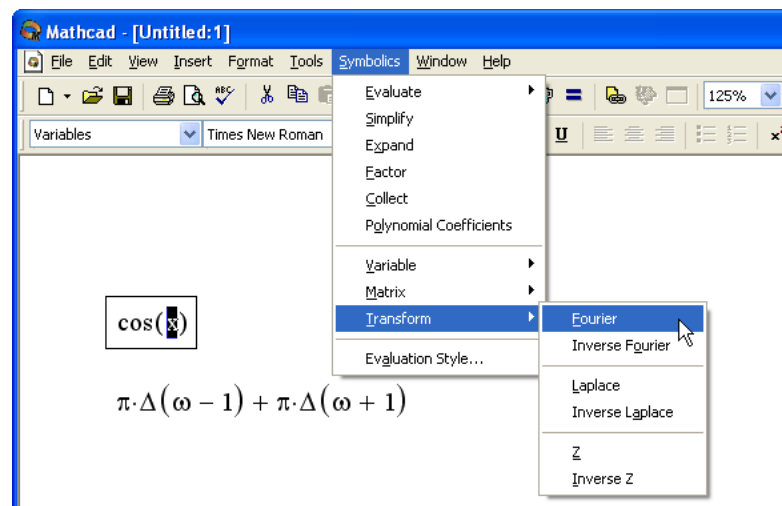 Mathcad - [Untitled:1]
File Edit View Insert Format Tools Symbolics Window Help
ABC 125%
Variables Times New Roman U x²
Evaluate
Simplify
Expand
Factor
Collect
Polynomial Coefficients
Variable
Matrix
Transform
Evaluation Style...
Fourier
Inverse Fourier
Laplace
Inverse Laplace
Z
Inverse Z
cos(x)
π·Δ(ω − 1) + π·Δ(ω + 1)